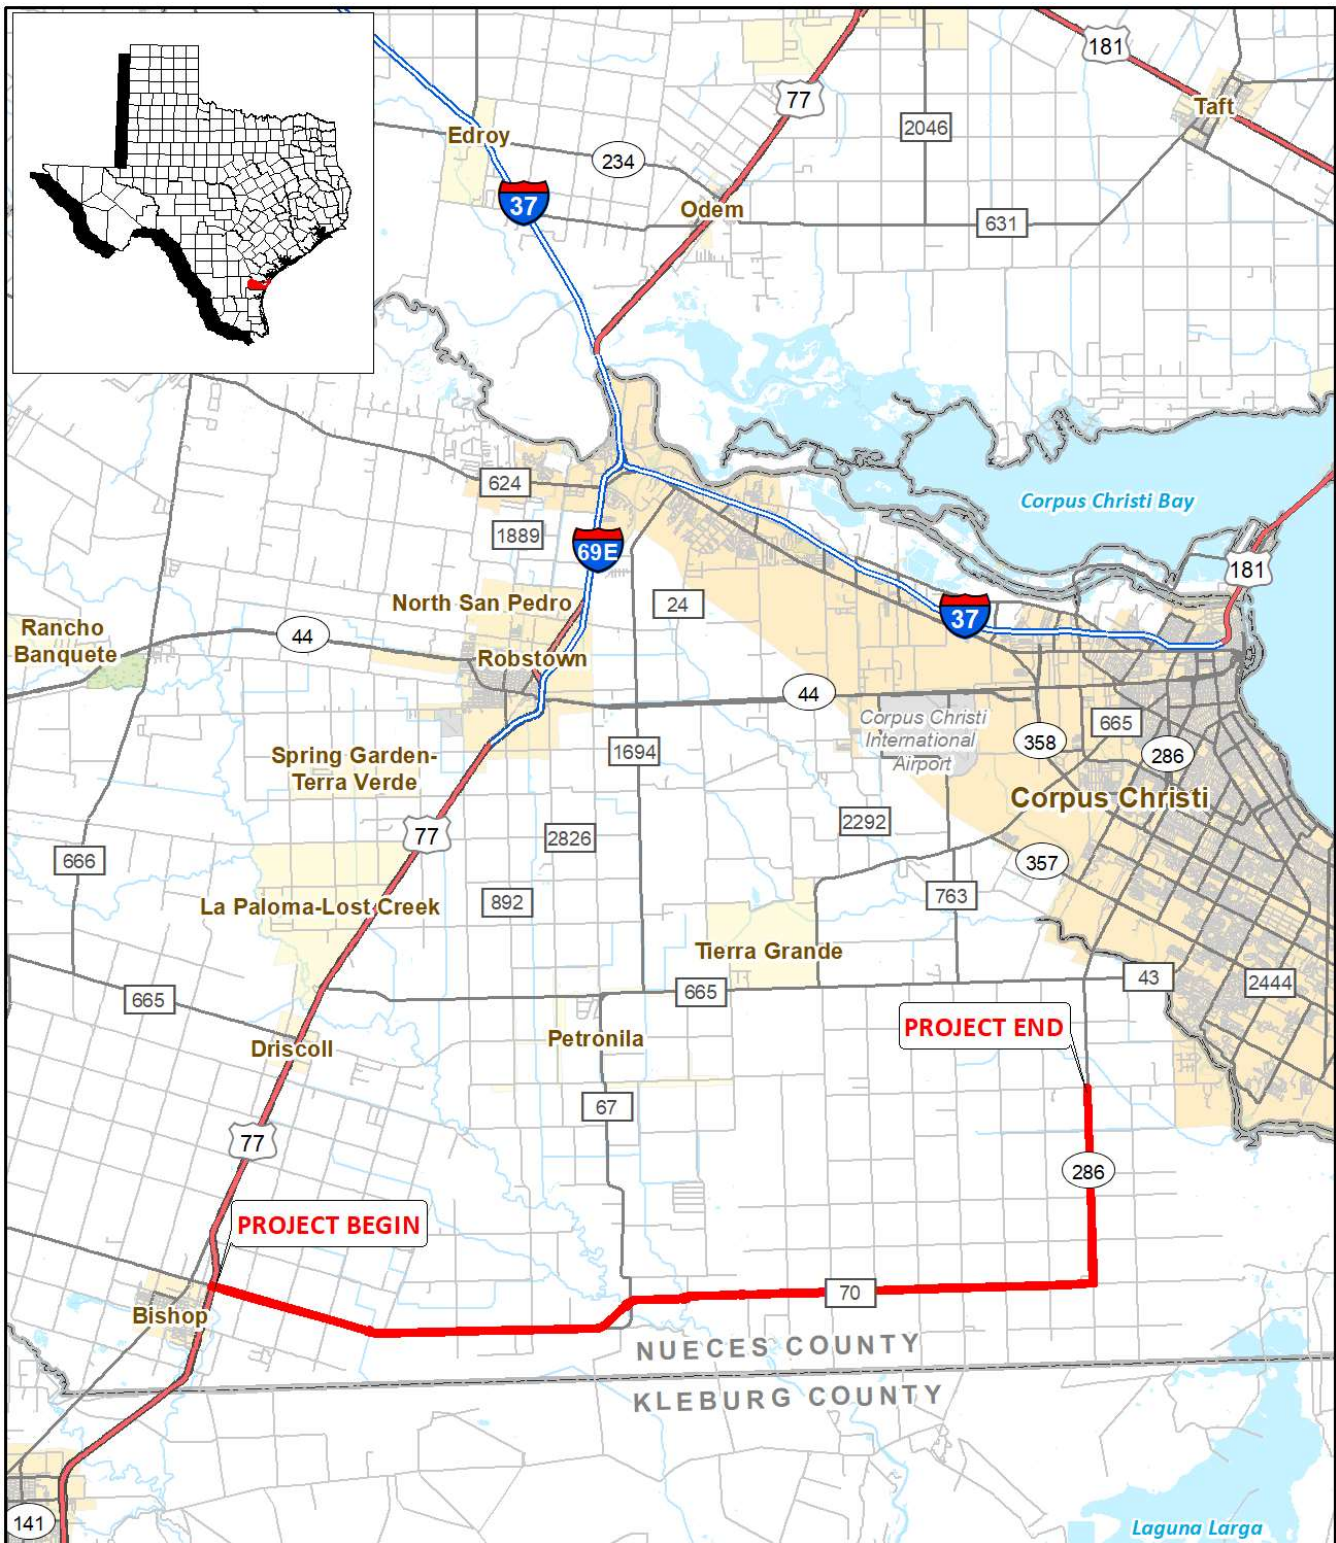 181
77
Taft
2046
Edroy
234
37
Odem
631
Corpus Christi Bay
624
1889
69E
181
North San Pedro
24
37
Rancho
Banquete
44
Robstown
44
Corpus Christi
International
Airport
665
358
286
1694
Spring Garden-
Terra Verde
Corpus Christi
2292
77
2826
666
357
763
892
La Paloma-Lost Creek
Tierra Grande
43
2444
665
665
PROJECT END
Petronila
Driscoll
67
77
286
PROJECT BEGIN
70
Bishop
NUECES COUNTY
KLEBURG COUNTY
141
Laguna Larga